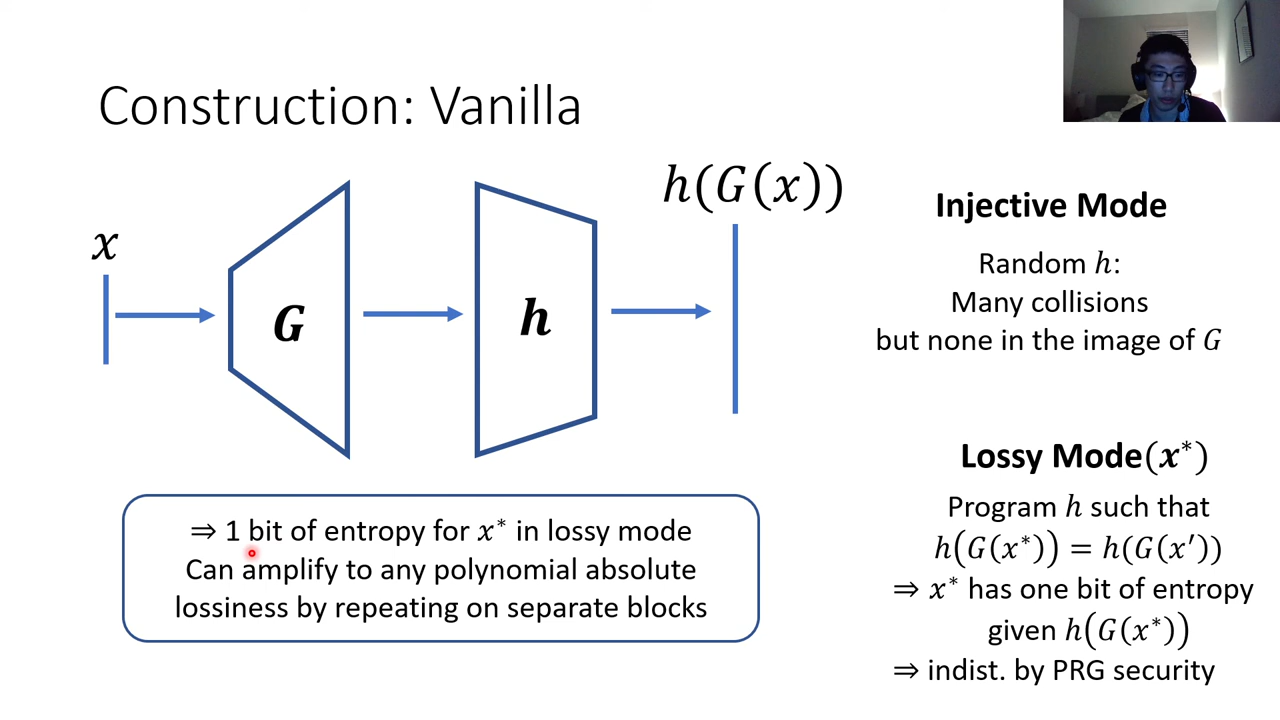 Construction: Vanilla
x
G
h
h(G(x))
Injective Mode
Random h:
Many collisions
but none in the image of G
Lossy Mode(x*)
Program h such that
h(G(x*)) = h(G(x′))
⇒ x* has one bit of entropy
given h(G(x*))
⇒ indist. by PRG security
⇒ 1 bit of entropy for x* in lossy mode
Can amplify to any polynomial absolute
lossiness by repeating on separate blocks